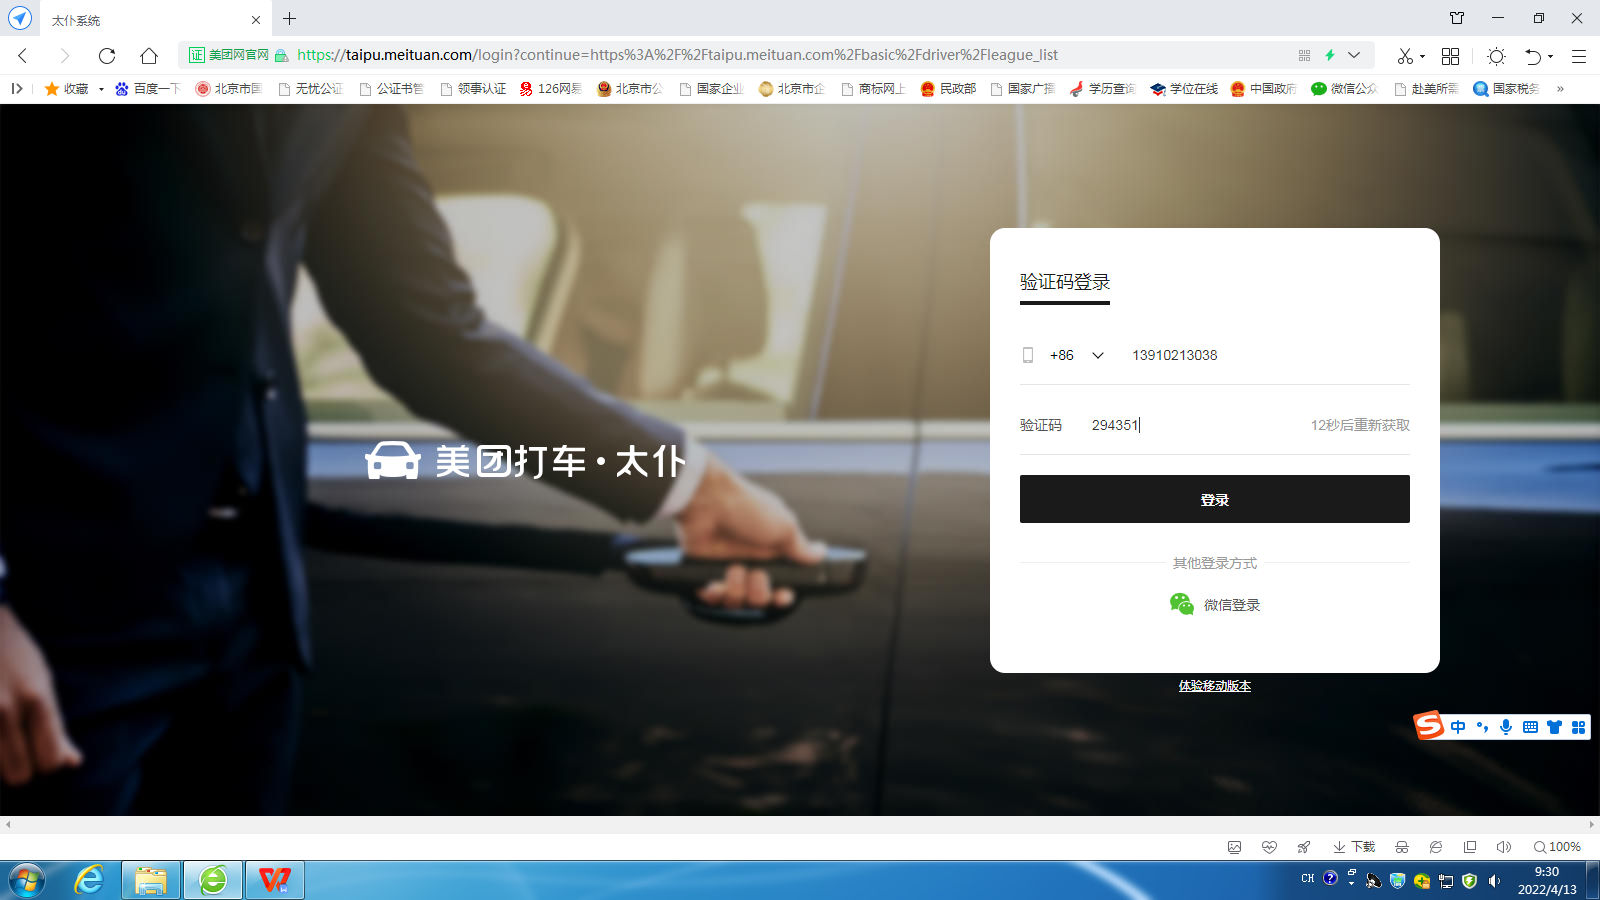 太仆系统
证 美团网官网 https://taipu.meituan.com/login?continue=https%3A%2F%2Ftaipu.meituan.com%2Fbasic%2Fdriver%2Fleague_list
收藏 百度一下 北京市国 无忧公证 公证书管 领事认证 126网易 北京市公 国家企业 北京市企 商标网上 民政部 国家广播 学历查询 学位在线 中国政府 微信公众 赴美所需 国家税务 »
验证码登录
+86 13910213038
验证码 294351 12秒后重新获取
美团打车·太仆
登录
其他登录方式
微信登录
体验移动版本
中
下载 100%
CH
9:30
2022/4/13